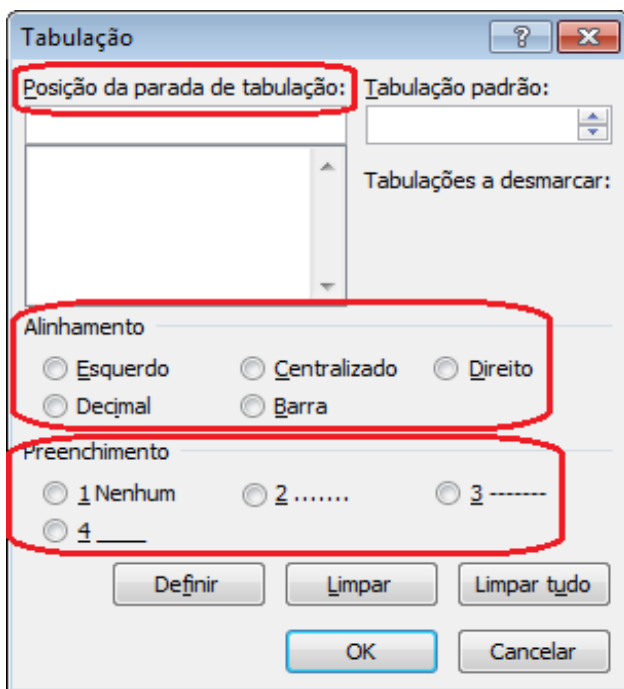 Tabulação
Posição da parada de tabulação: Tabulação padrão:
Tabulações a desmarcar:
Alinhamento
Esquerdo Centralizado Direito
Decimal Barra
Preenchimento
1 Nenhum 2 ....... 3 -------
4 ____
Definir Limpar Limpar tudo
OK Cancelar